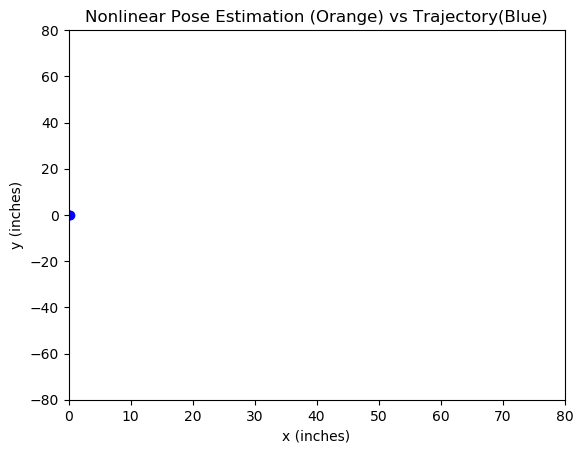 Nonlinear Pose Estimation (Orange) vs Trajectory(Blue)
80
60
40
20
0
−20
−40
−60
−80
y (inches)
0 10 20 30 40 50 60 70 80
x (inches)